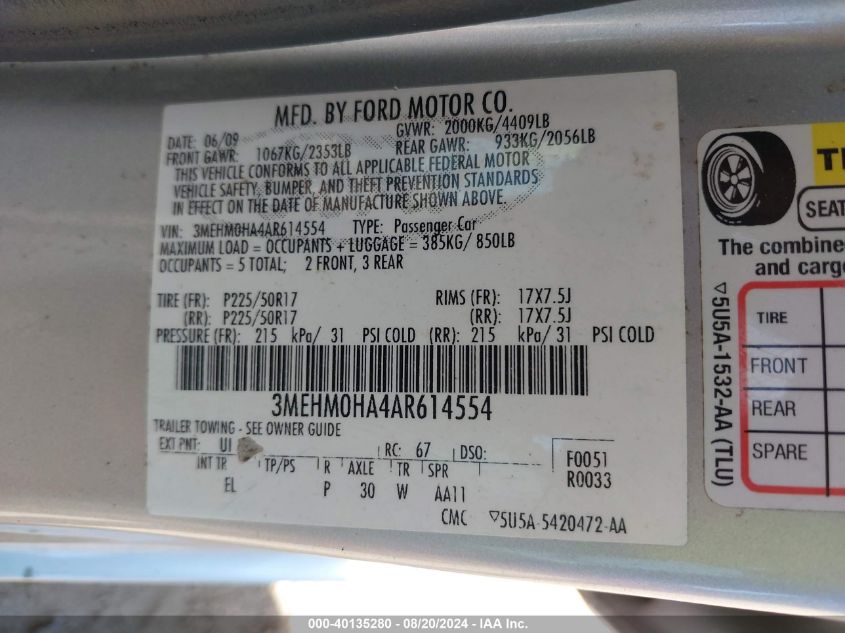 MFD. BY FORD MOTOR CO.
DATE: 06/09 GVWR: 2000KG/4409LB
FRONT GAWR: 1067KG/2353LB REAR GAWR: 933KG/2056LB
THIS VEHICLE CONFORMS TO ALL APPLICABLE FEDERAL MOTOR
VEHICLE SAFETY, BUMPER, AND THEFT PREVENTION STANDARDS
IN EFFECT ON THE DATE OF MANUFACTURE SHOWN ABOVE.
VIN: 3MEHM0HA4AR614554 TYPE: Passenger Car
MAXIMUM LOAD = OCCUPANTS + LUGGAGE = 385KG/ 850LB
OCCUPANTS = 5 TOTAL; 2 FRONT, 3 REAR
TIRE (FR): P225/50R17 RIMS (FR): 17X7.5J
(RR): P225/50R17 (RR): 17X7.5J
PRESSURE (FR): 215 kPa/ 31 PSI COLD (RR): 215 kPa/ 31 PSI COLD
3MEHM0HA4AR614554
TRAILER TOWING - SEE OWNER GUIDE
EXT PNT: UI RC: 67 DSO:
INT TR TP/PS R AXLE TR SPR
EL P 30 W AA11
F0051
R0033
CMC ▽5U5A-5420472-AA
SEAT
The combine
and cargo
TIRE
FRONT
REAR
SPARE
▽5U5A-1532-AA (TLU)
000-40135280 - 08/20/2024 - IAA Inc.